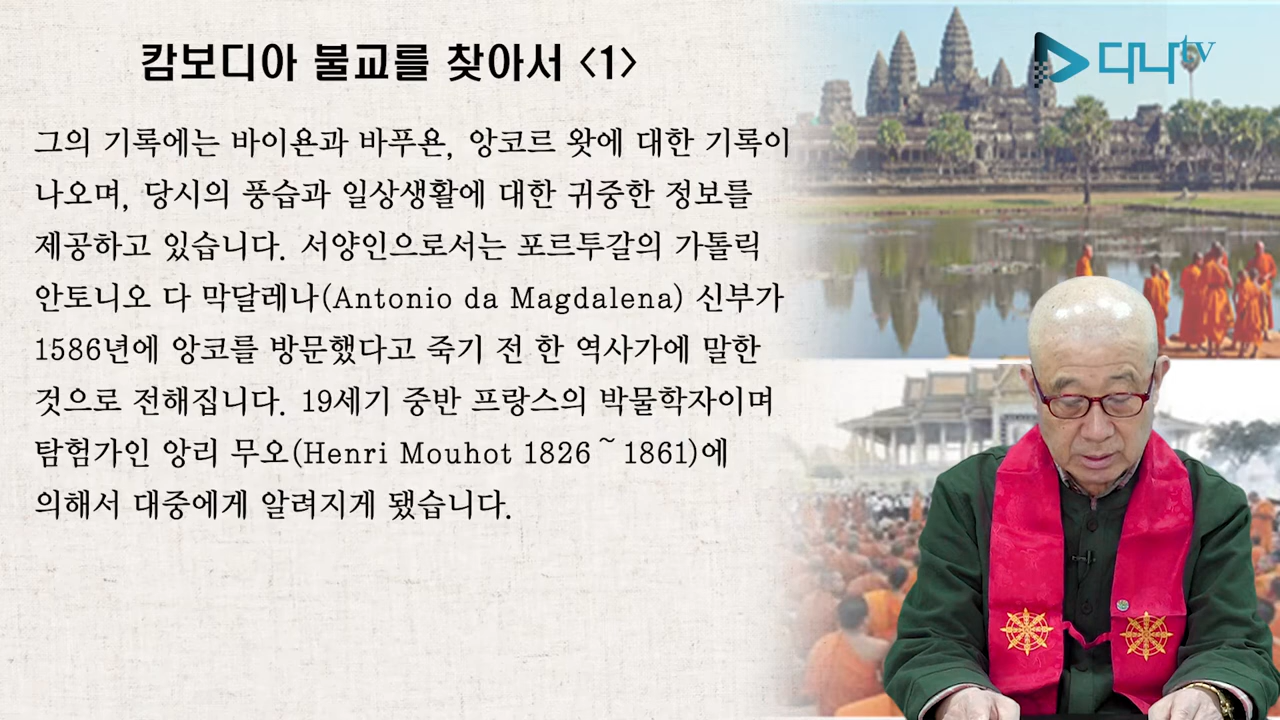 캄보디아 불교를 찾아서 <1>
다나tv
그의 기록에는 바이욘과 바푸욘, 앙코르 왓에 대한 기록이
나오며, 당시의 풍습과 일상생활에 대한 귀중한 정보를
제공하고 있습니다. 서양인으로서는 포르투갈의 가톨릭
안토니오 다 막달레나(Antonio da Magdalena) 신부가
1586년에 앙코를 방문했다고 죽기 전 한 역사가에 말한
것으로 전해집니다. 19세기 중반 프랑스의 박물학자이며
탐험가인 앙리 무오(Henri Mouhot 1826~1861)에
의해서 대중에게 알려지게 됐습니다.